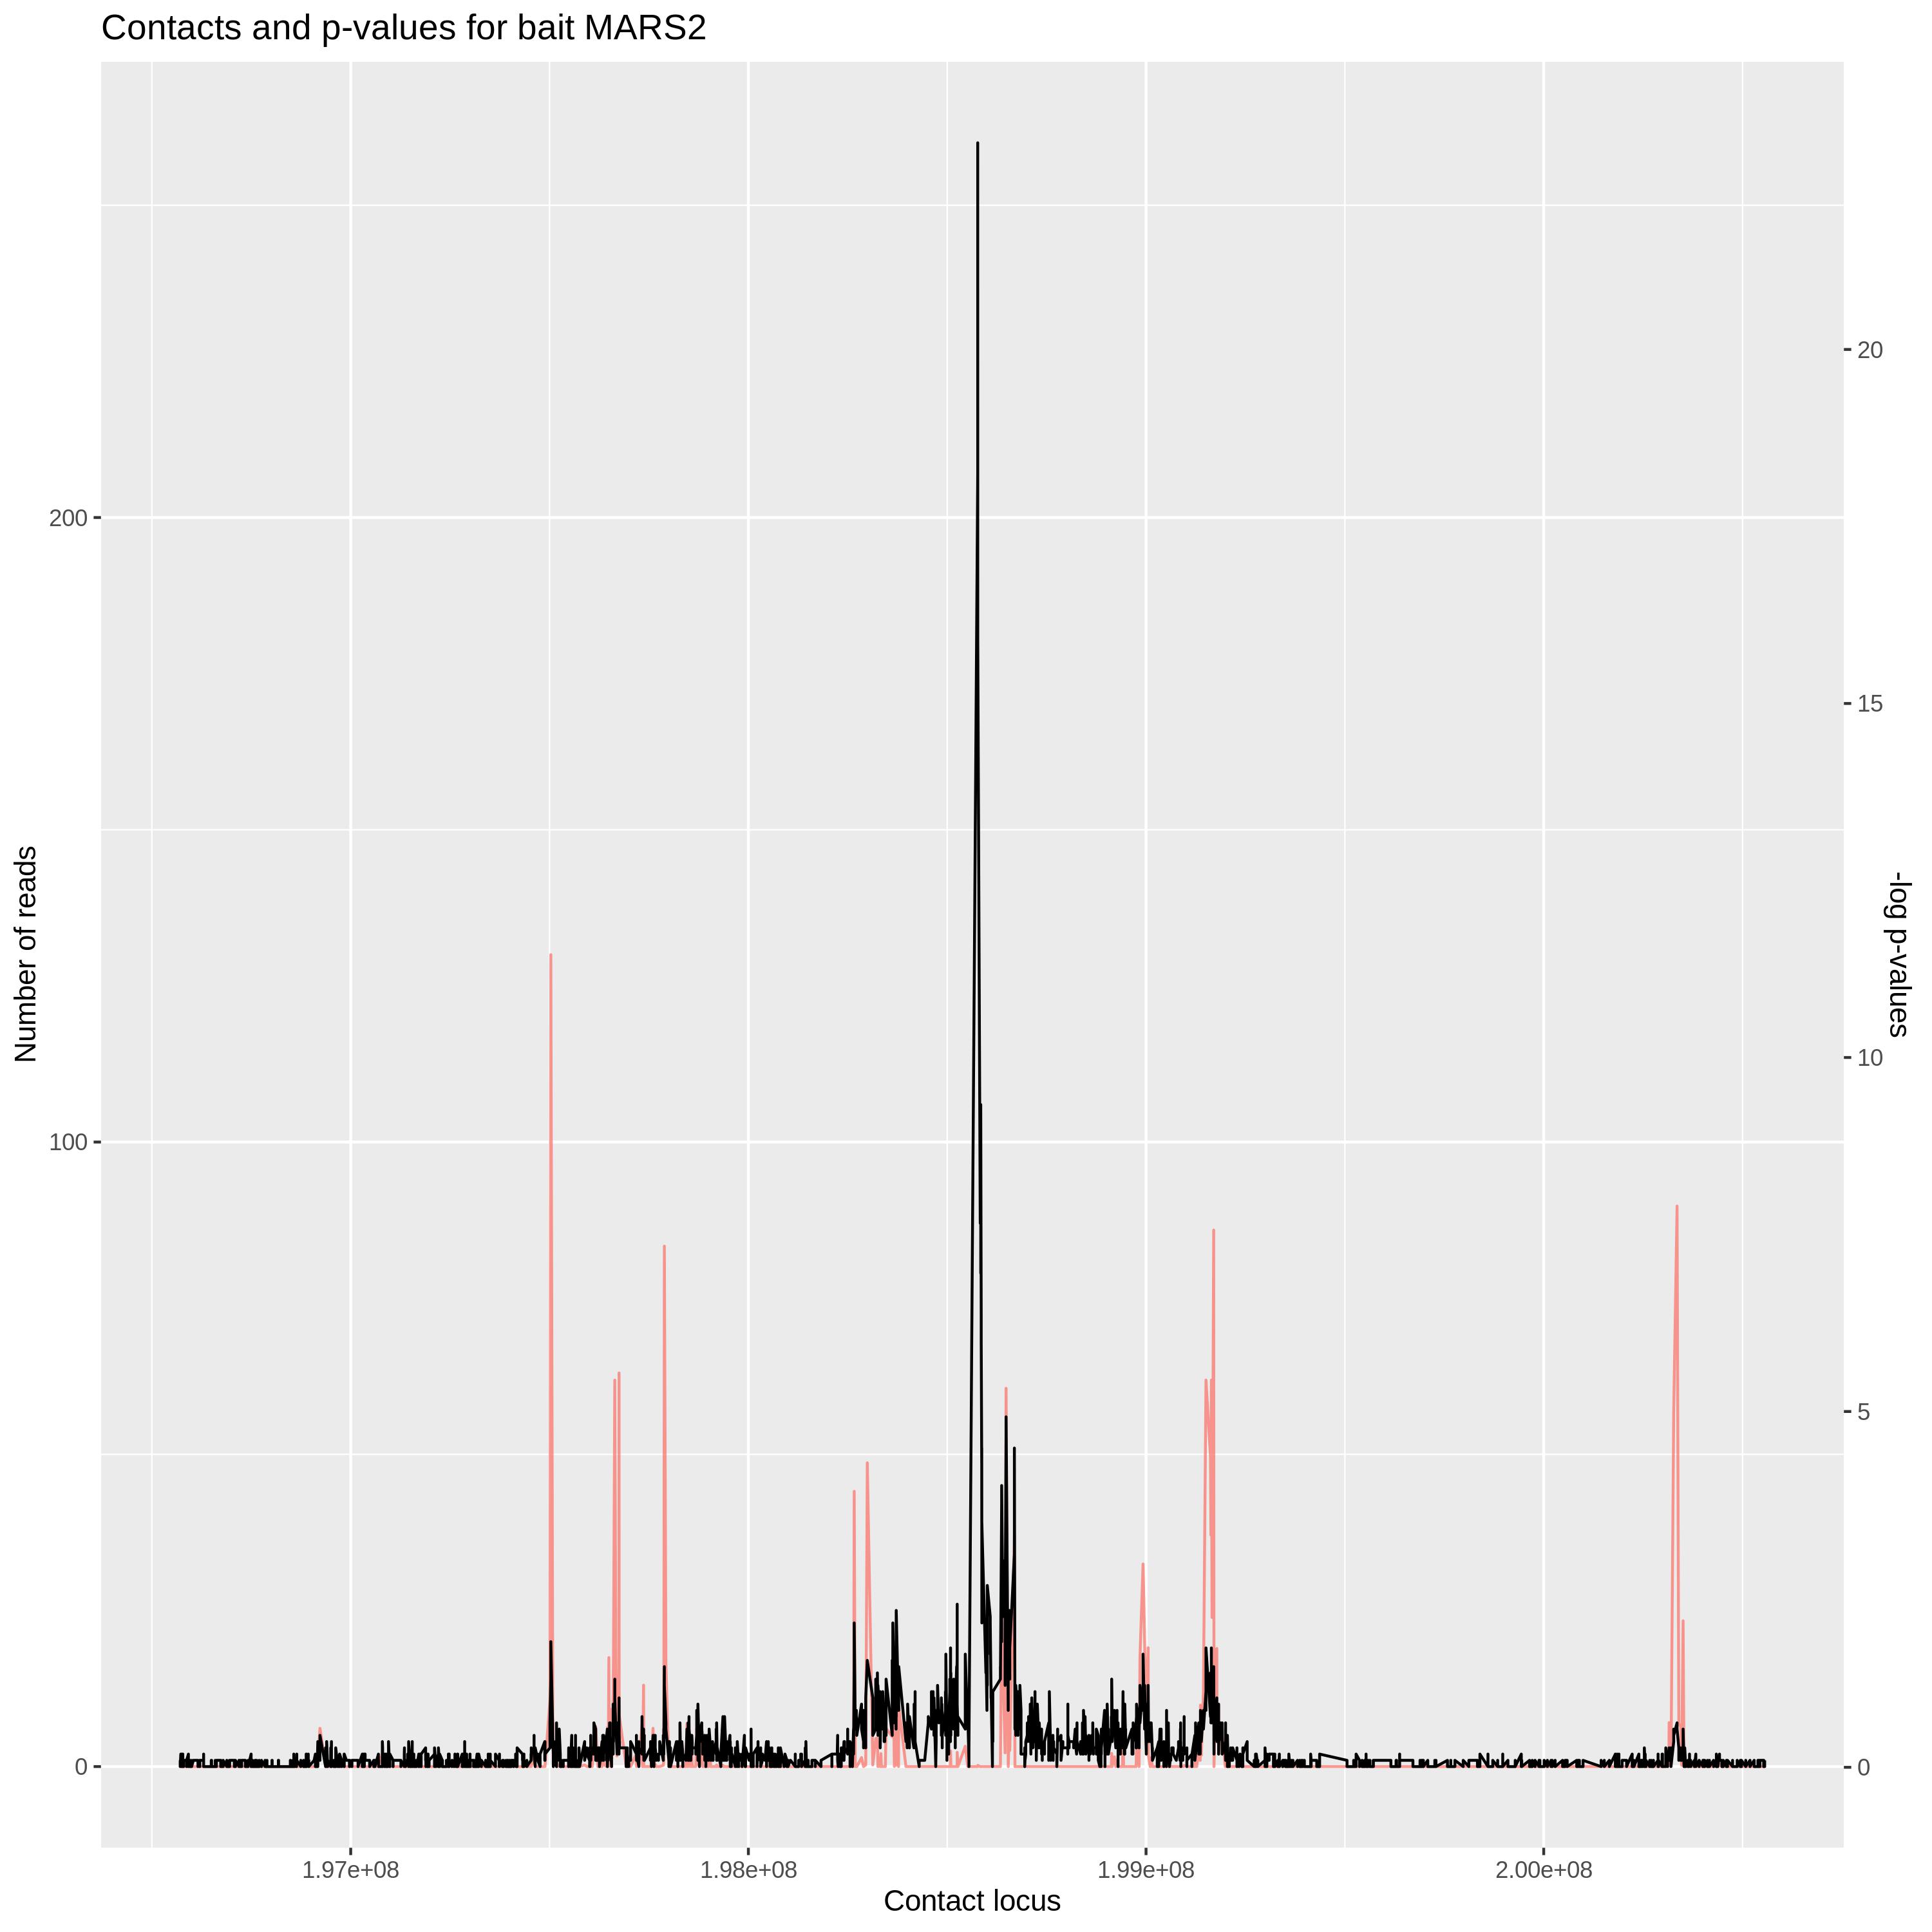 Contacts and p-values for bait MARS2
Number of reads
200
100
0
20
15
10
5
0
-log p-values
1.97e+08
1.98e+08
1.99e+08
2.00e+08
Contact locus